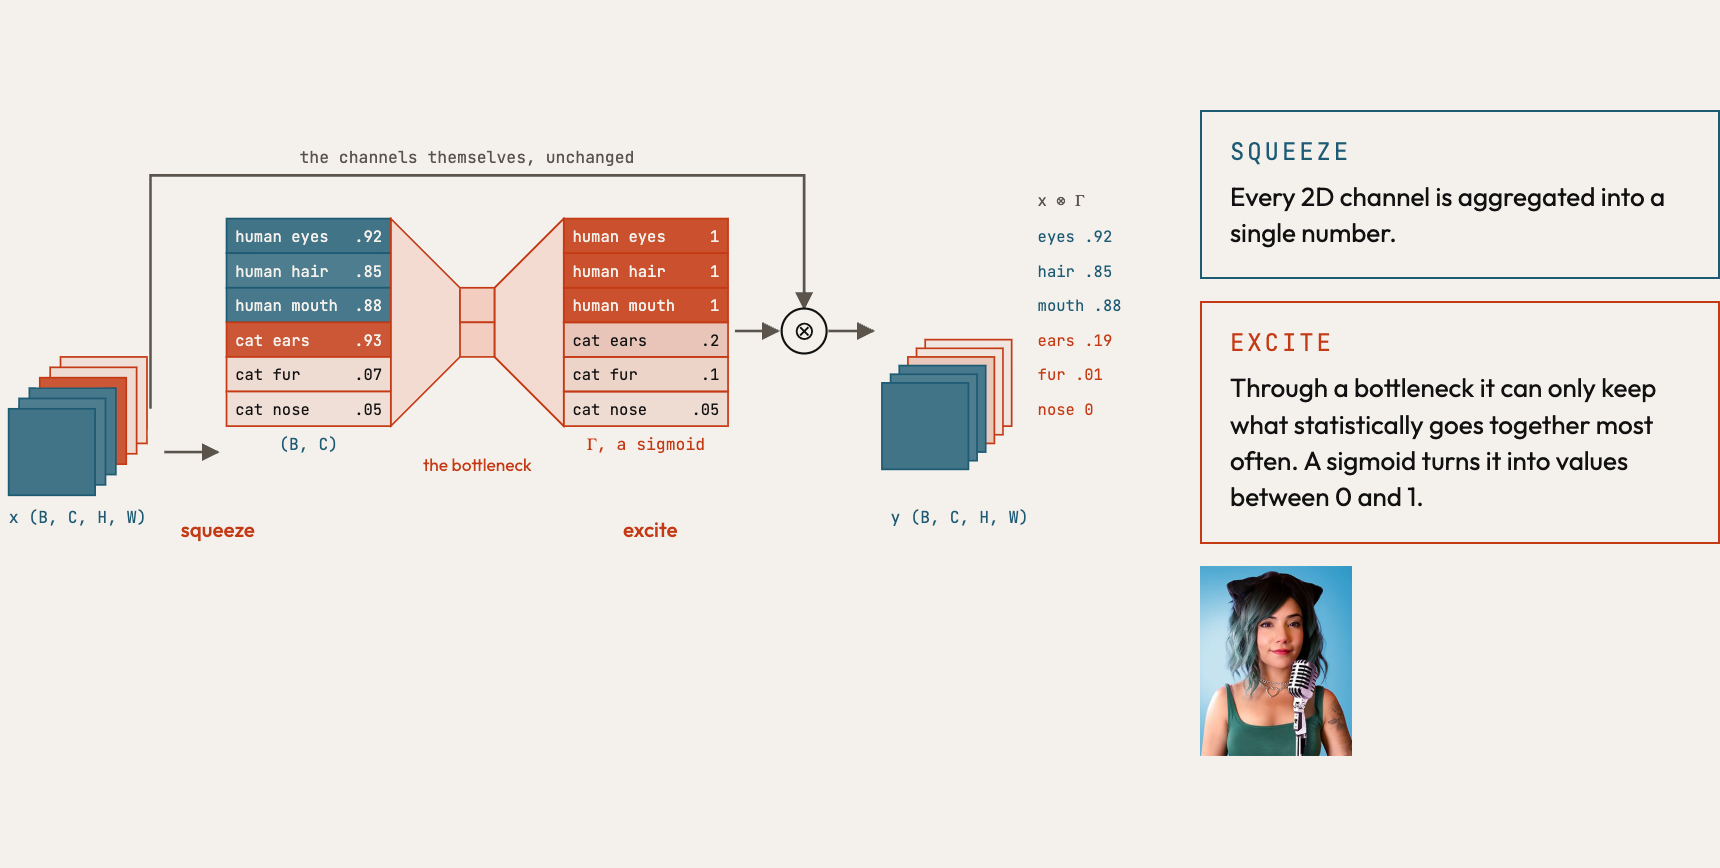 the channels themselves, unchanged
human eyes .92
human hair .85
human mouth .88
cat ears .93
cat fur .07
cat nose .05
(B, C)
the bottleneck
human eyes 1
human hair 1
human mouth 1
cat ears .2
cat fur .1
cat nose .05
Γ, a sigmoid
⊗
x ⊗ Γ
eyes .92
hair .85
mouth .88
ears .19
fur .01
nose 0
x (B, C, H, W)
squeeze
excite
y (B, C, H, W)
SQUEEZE
Every 2D channel is aggregated into a
single number.
EXCITE
Through a bottleneck it can only keep
what statistically goes together most
often. A sigmoid turns it into values
between 0 and 1.